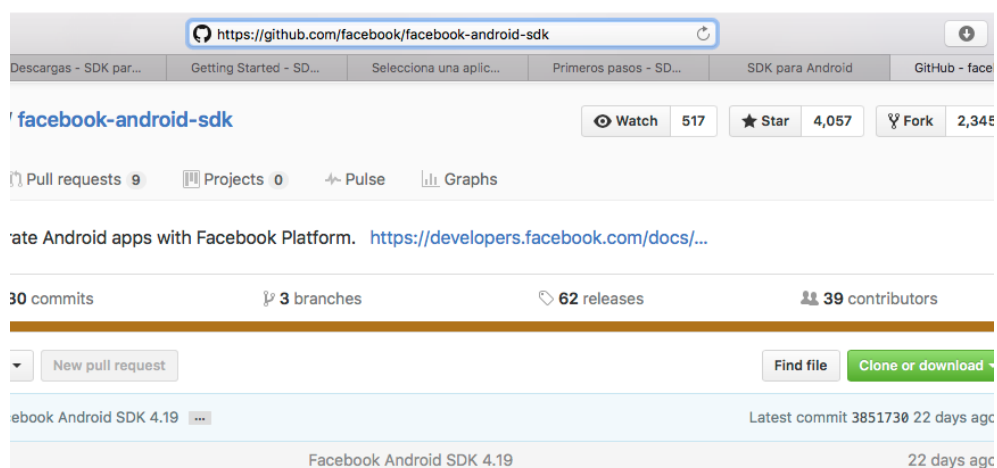 https://github.com/facebook/facebook-android-sdk
Descargas - SDK par... Getting Started - SD... Selecciona una aplic... Primeros pasos - SD... SDK para Android GitHub - face
/ facebook-android-sdk Watch 517 Star 4,057 Fork 2,345
Pull requests 9 Projects 0 Pulse Graphs
rate Android apps with Facebook Platform. https://developers.facebook.com/docs/...
30 commits 3 branches 62 releases 39 contributors
New pull request Find file Clone or download
cebook Android SDK 4.19 ... Latest commit 3851730 22 days ago
Facebook Android SDK 4.19 22 days ago